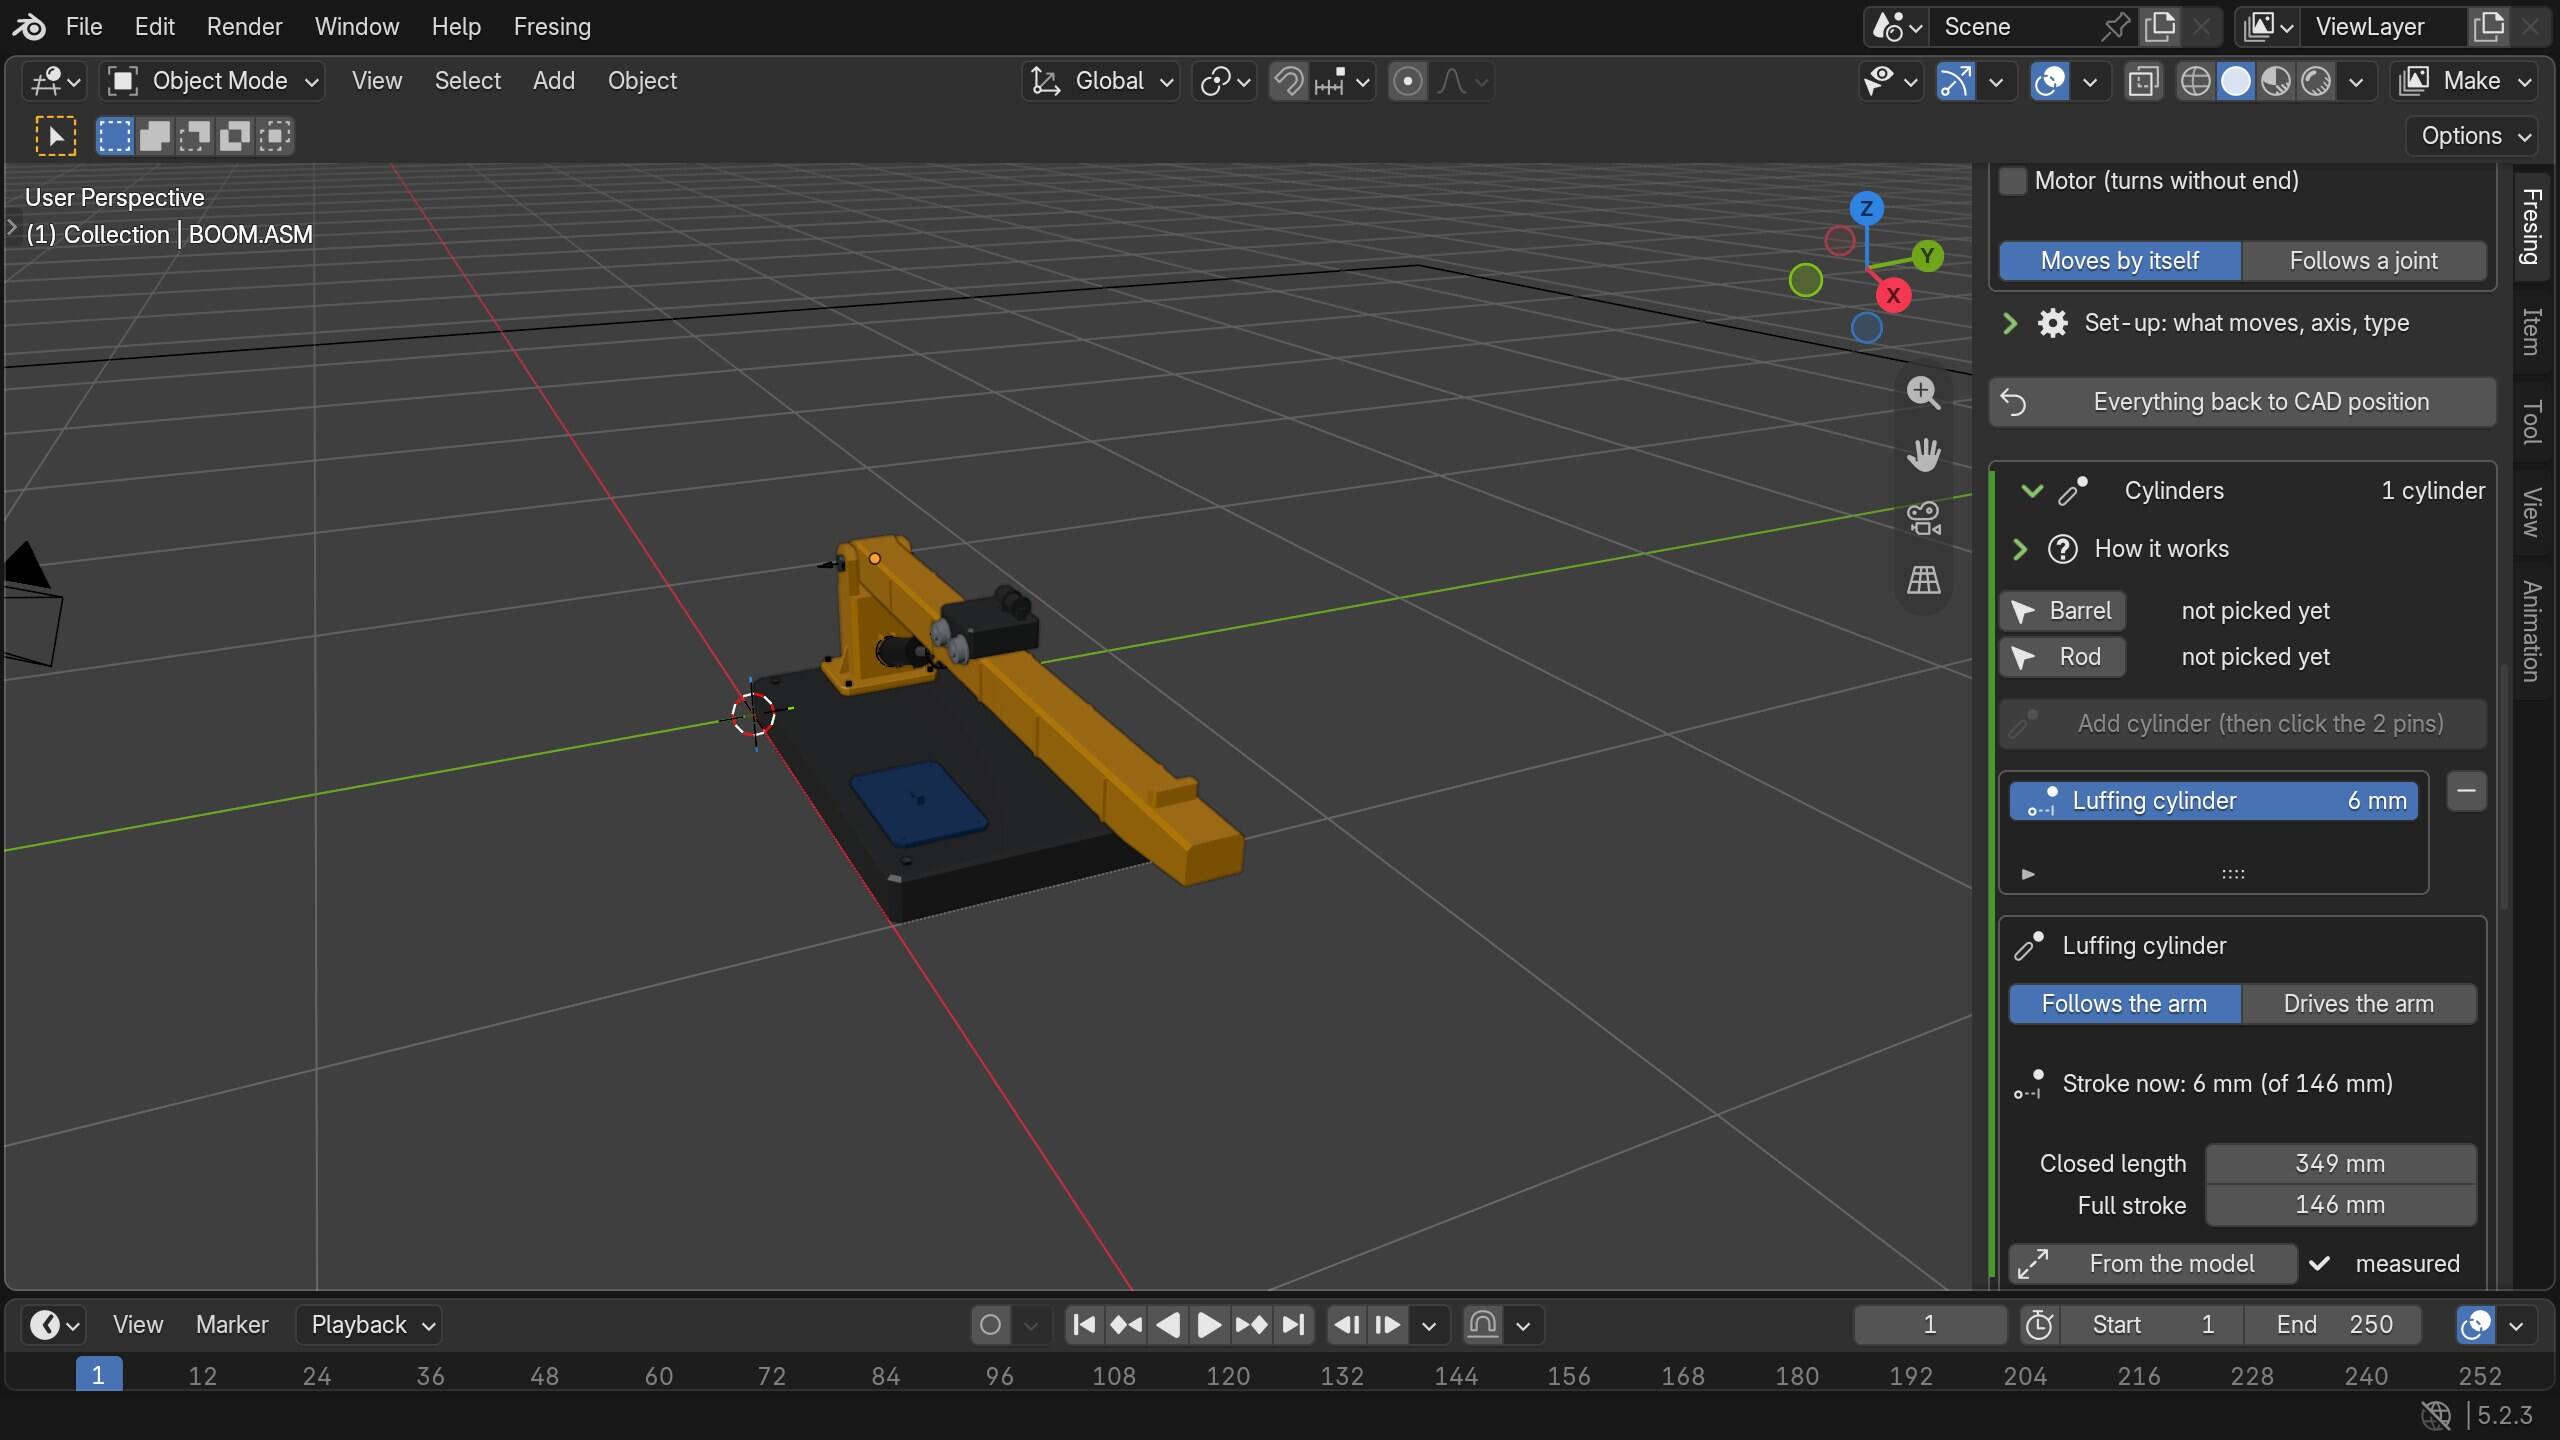 File Edit Render Window Help Fresing
Scene
ViewLayer
Object Mode View Select Add Object
Global
Make
Options
User Perspective
(1) Collection | BOOM.ASM
Z
Y
X
Motor (turns without end)
Moves by itself Follows a joint
Set-up: what moves, axis, type
Everything back to CAD position
Cylinders 1 cylinder
How it works
Barrel not picked yet
Rod not picked yet
Add cylinder (then click the 2 pins)
Luffing cylinder 6 mm
Luffing cylinder
Follows the arm Drives the arm
Stroke now: 6 mm (of 146 mm)
Closed length 349 mm
Full stroke 146 mm
From the model measured
Fresing
Item
Tool
View
Animation
View Marker Playback
1
Start 1
End 250
1 12 24 36 48 60 72 84 96 108 120 132 144 156 168 180 192 204 216 228 240 252
5.2.3